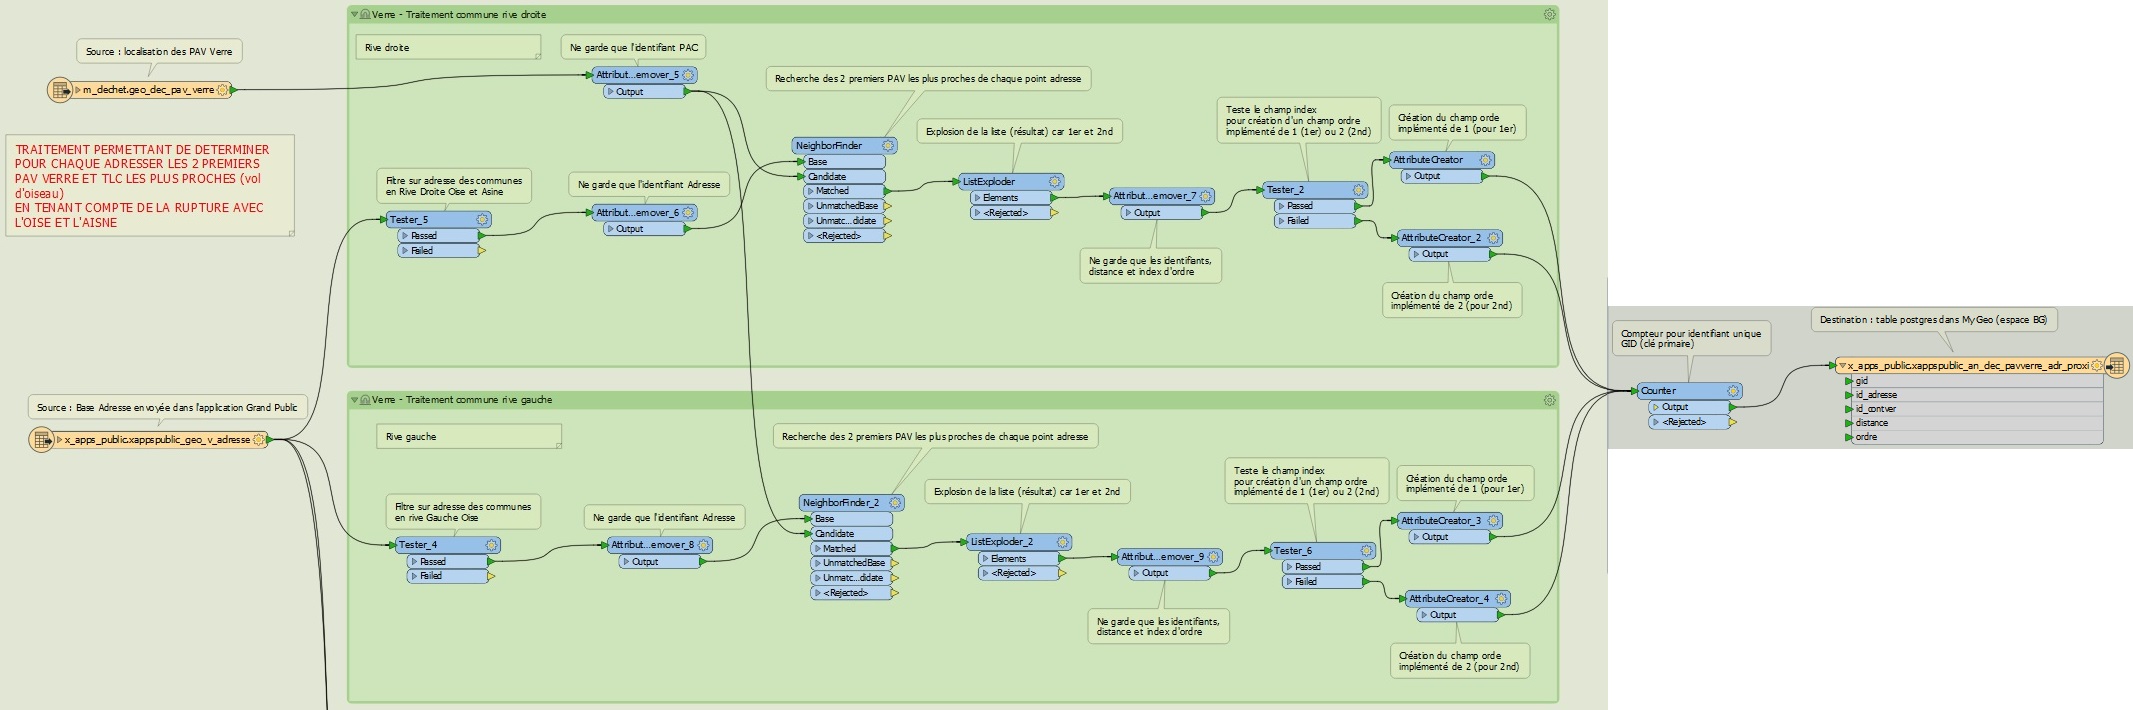 Verre - Traitement commune rive droite
Source : localisation des PAV Verre
m_dechet.geo_dec_pav_verre
TRAITEMENT PERMETTANT DE DETERMINER
POUR CHAQUE ADRESSER LES 2 PREMIERS
PAV VERRE ET TLC LES PLUS PROCHES (vol
d'oiseau)
EN TENANT COMPTE DE LA RUPTURE AVEC
L'OISE ET L'AISNE
Rive droite
Ne garde que l'identifiant PAC
Attribut...emover_5
Output
Filtre sur adresse des communes
en Rive Droite Oise et Asine
Tester_5
Passed
Failed
Ne garde que l'identifiant Adresse
Attribut...emover_6
Output
Recherche des 2 premiers PAV les plus proches de chaque point adresse
NeighborFinder
Base
Candidate
Matched
UnmatchedBase
Unmatc...didate
<Rejected>
Explosion de la liste (résultat) car 1er et 2nd
ListExploder
Elements
<Rejected>
Attribut...emover_7
Output
Ne garde que les identifiants,
distance et index d'ordre
Teste le champ index
pour création d'un champ ordre
implémenté de 1 (1er) ou 2 (2nd)
Tester_2
Passed
Failed
Création du champ orde
implémenté de 1 (pour 1er)
AttributeCreator
Output
AttributeCreator_2
Output
Création du champ orde
implémenté de 2 (pour 2nd)
Source : Base Adresse envoyée dans l'application Grand Public
x_apps_public.xappspublic_geo_v_adresse
Verre - Traitement commune rive gauche
Rive gauche
Filtre sur adresse des communes
en rive Gauche Oise
Tester_4
Passed
Failed
Ne garde que l'identifiant Adresse
Attribut...emover_8
Output
Recherche des 2 premiers PAV les plus proches de chaque point adresse
NeighborFinder_2
Base
Candidate
Matched
UnmatchedBase
Unmatc...didate
<Rejected>
Explosion de la liste (résultat) car 1er et 2nd
ListExploder_2
Elements
<Rejected>
Attribut...emover_9
Output
Ne garde que les identifiants,
distance et index d'ordre
Teste le champ index
pour création d'un champ ordre
implémenté de 1 (1er) ou 2 (2nd)
Tester_6
Passed
Failed
Création du champ orde
implémenté de 1 (pour 1er)
AttributeCreator_3
Output
AttributeCreator_4
Output
Création du champ orde
implémenté de 2 (pour 2nd)
Compteur pour identifiant unique
GID (clé primaire)
Counter
Output
<Rejected>
Destination : table postgres dans MyGeo (espace BG)
x_apps_public.xappspublic_an_dec_pavverre_adr_proxi
gid
id_adresse
id_contver
distance
ordre